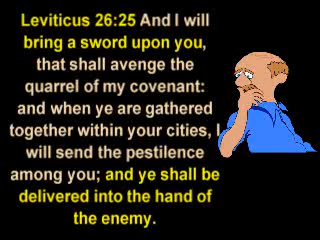 Leviticus 26:25 And I will
bring a sword upon you,
that shall avenge the
quarrel of my covenant:
and when ye are gathered
together within your cities, I
will send the pestilence
among you; and ye shall be
delivered into the hand of
the enemy.